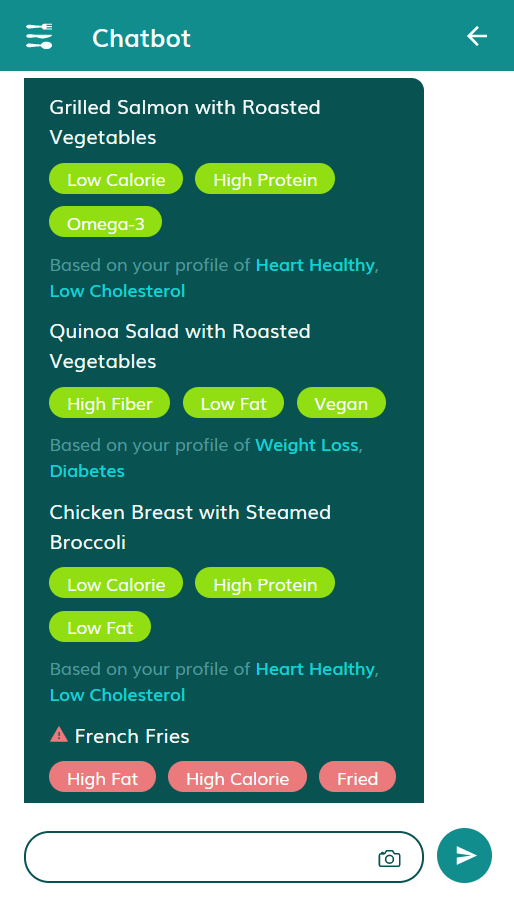 Chatbot
Grilled Salmon with Roasted
Vegetables
Low Calorie High Protein
Omega-3
Based on your profile of Heart Healthy,
Low Cholesterol
Quinoa Salad with Roasted
Vegetables
High Fiber Low Fat Vegan
Based on your profile of Weight Loss,
Diabetes
Chicken Breast with Steamed
Broccoli
Low Calorie High Protein
Low Fat
Based on your profile of Heart Healthy,
Low Cholesterol
French Fries
High Fat High Calorie Fried